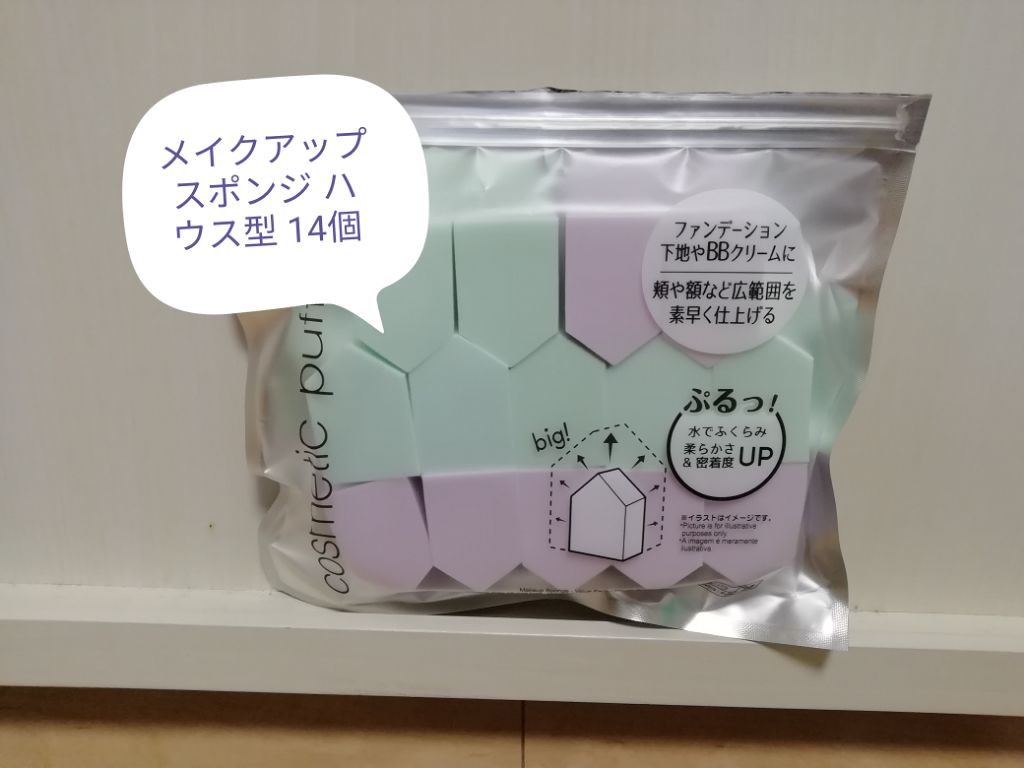 メイクアップ
スポンジ ハ
ウス型 14個
cosmetic puff
ファンデーション
下地やBBクリームに
頬や額など広範囲を
素早く仕上げる
ぷるっ!
水でふくらみ
柔らかさ
&密着度 UP
big!
※イラストはイメージです。
*Picture is for illustrative
purposes only.
*A imagem é meramente
ilustrativa.